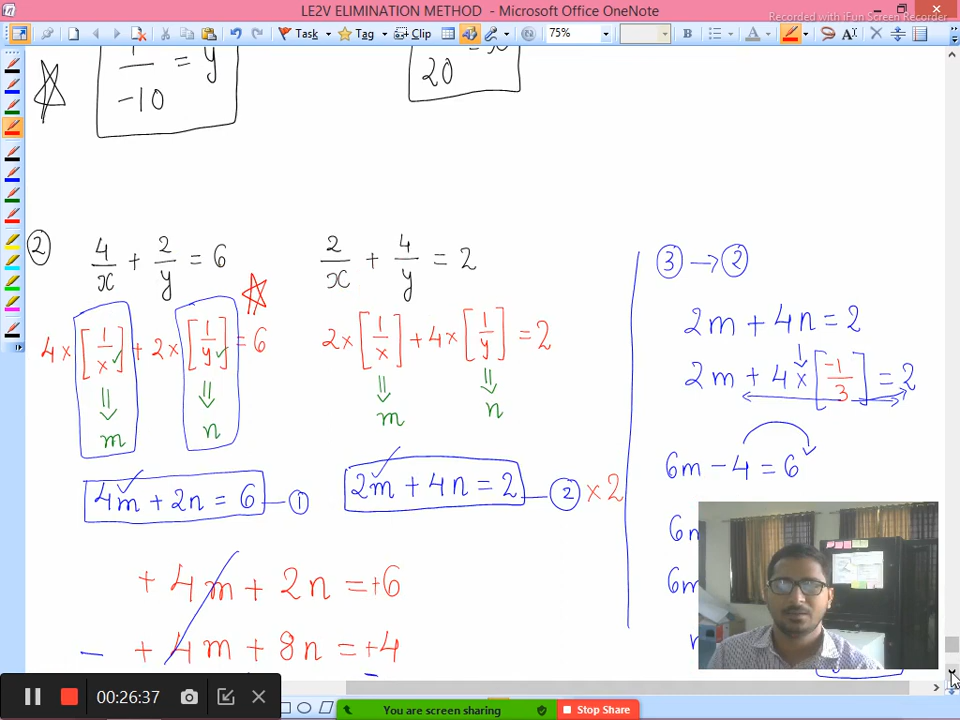 LE2V ELIMINATION METHOD - Microsoft OneNote
Recorded with iFun Screen Recorder
Task Tag Clip 75% B A
= y
-10
20
② 4/x + 2/y = 6
4 × [1/x] + 2 × [1/y] = 6
m n
4m + 2n = 6 — ①
2/x + 4/y = 2
2 × [1/x] + 4 × [1/y] = 2
m n
2m + 4n = 2 — ② × 2
+ 4m + 2n = +6
- + 4m + 8n = +4
-
③ → ②
2m + 4n = 2
2m + 4 × [-1/3] = 2
6m - 4 = 6
6m
00:26:37
You are screen sharing Stop Share